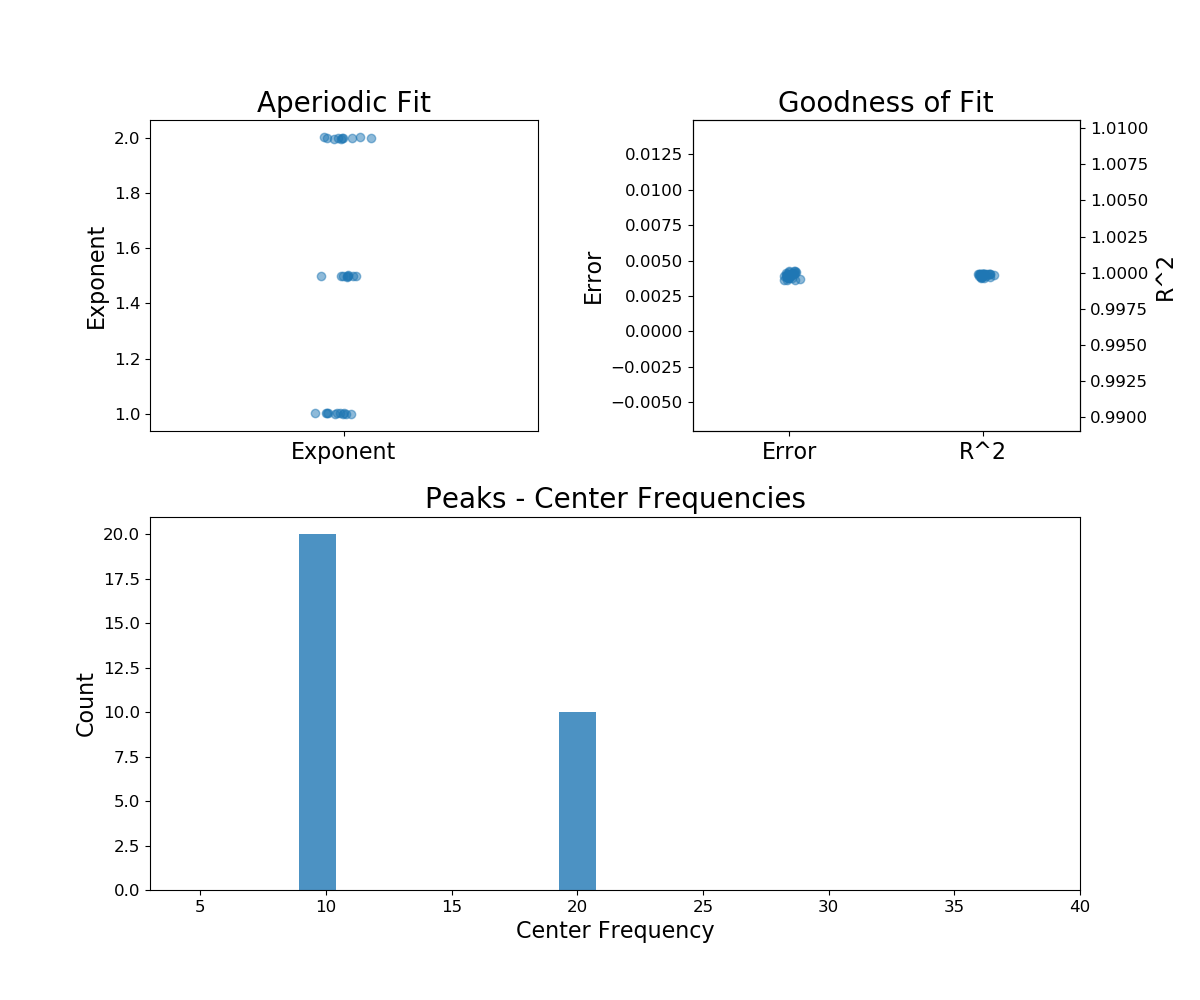 Aperiodic Fit
Exponent
2.0
1.8
1.6
1.4
1.2
1.0
Exponent
Goodness of Fit
Error
0.0125
0.0100
0.0075
0.0050
0.0025
0.0000
−0.0025
−0.0050
1.0100
1.0075
1.0050
1.0025
1.0000
0.9975
0.9950
0.9925
0.9900
R^2
Error R^2
Peaks - Center Frequencies
Count
20.0
17.5
15.0
12.5
10.0
7.5
5.0
2.5
0.0
5 10 15 20 25 30 35 40
Center Frequency